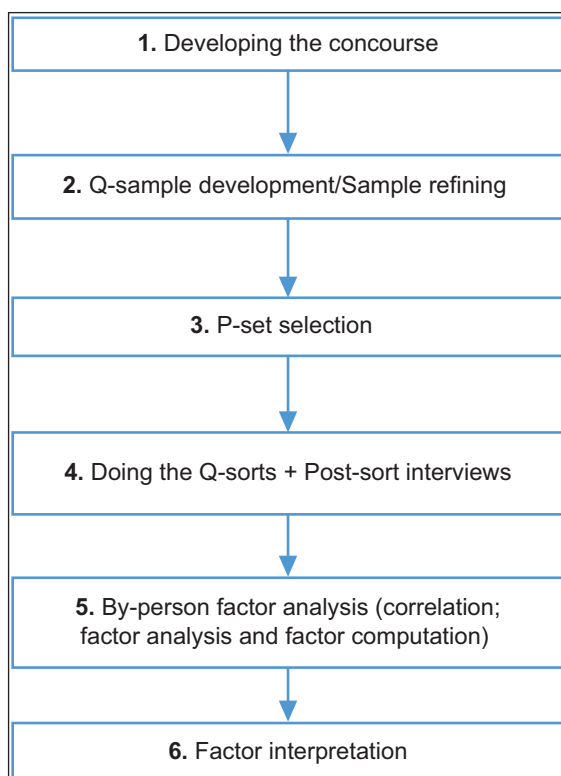 1. Developing the concourse
2. Q-sample development/Sample refining
3. P-set selection
4. Doing the Q-sorts + Post-sort interviews
5. By-person factor analysis (correlation;
factor analysis and factor computation)
6. Factor interpretation